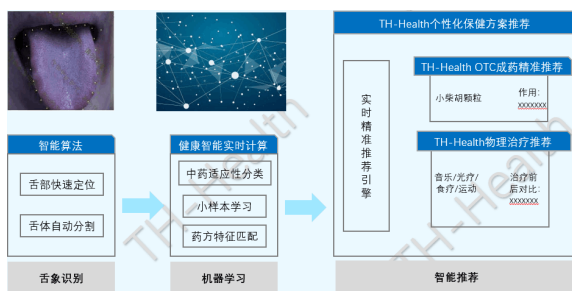 TH-Health个性化保健方案推荐
TH-Health OTC成药精准推荐
小柴胡颗粒
作用:
xxxxxxx
实时精准推荐引擎
TH-Health物理治疗推荐
音乐/光疗/
食疗/运动
治疗前
后对比:
xxxxxxx
智能算法
舌部快速定位
舌体自动分割
健康智能实时计算
中药适应性分类
小样本学习
药方特征匹配
舌象识别
机器学习
智能推荐
TH-Health
TH-Health
TH-Health